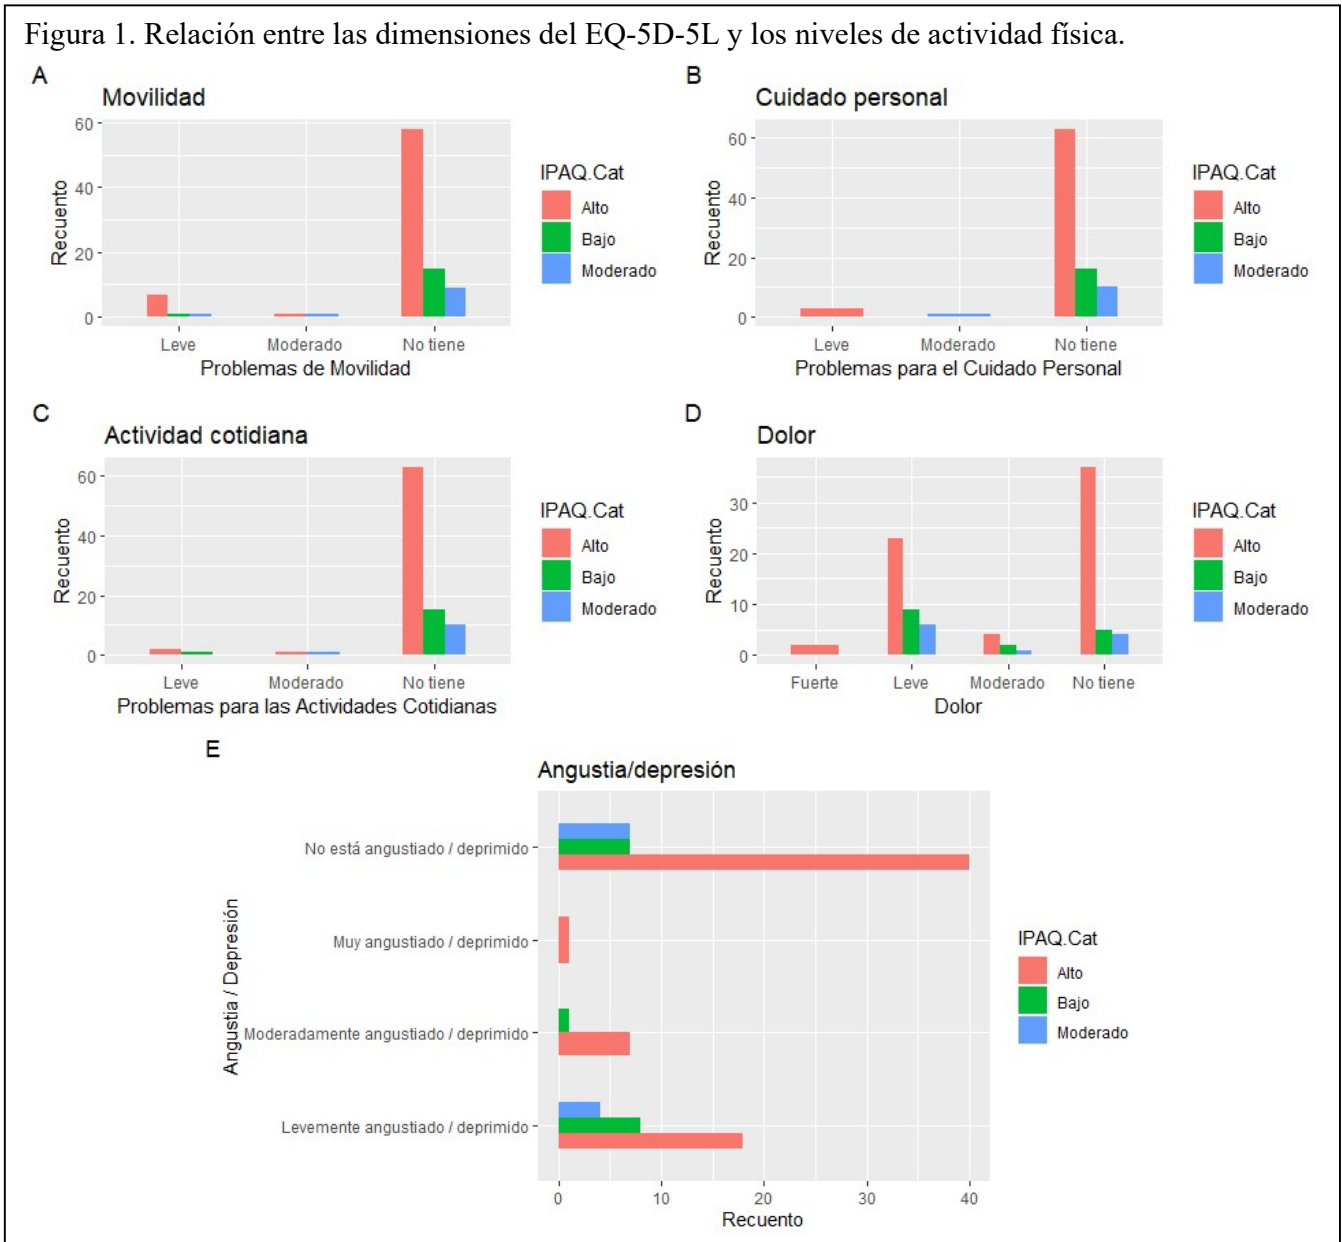 Figura 1. Relación entre las dimensiones del EQ-5D-5L y los niveles de actividad física.
A
Movilidad
60
40
20
0
Recuento
Leve Moderado No tiene
Problemas de Movilidad
IPAQ.Cat
Alto
Bajo
Moderado
B
Cuidado personal
60
40
20
0
Recuento
Leve Moderado No tiene
Problemas para el Cuidado Personal
IPAQ.Cat
Alto
Bajo
Moderado
C
Actividad cotidiana
60
40
20
0
Recuento
Leve Moderado No tiene
Problemas para las Actividades Cotidianas
IPAQ.Cat
Alto
Bajo
Moderado
D
Dolor
30
20
10
0
Recuento
Fuerte Leve Moderado No tiene
Dolor
IPAQ.Cat
Alto
Bajo
Moderado
E
Angustia/depresión
Angustia / Depresión
No está angustiado / deprimido
Muy angustiado / deprimido
Moderadamente angustiado / deprimido
Levemente angustiado / deprimido
0 10 20 30 40
Recuento
IPAQ.Cat
Alto
Bajo
Moderado